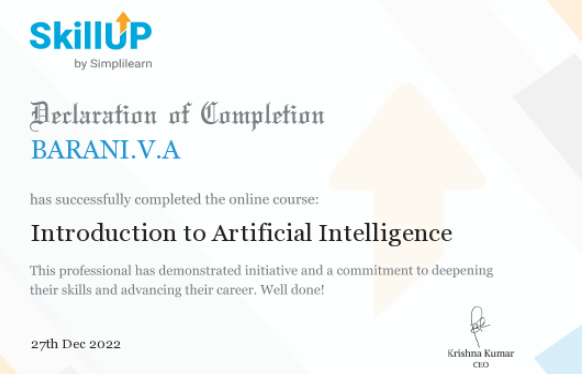 SkillUP
by Simplilearn
Declaration of Completion
BARANI.V.A
has successfully completed the online course:
Introduction to Artificial Intelligence
This professional has demonstrated initiative and a commitment to deepening
their skills and advancing their career. Well done!
27th Dec 2022
Krishna Kumar
CEO